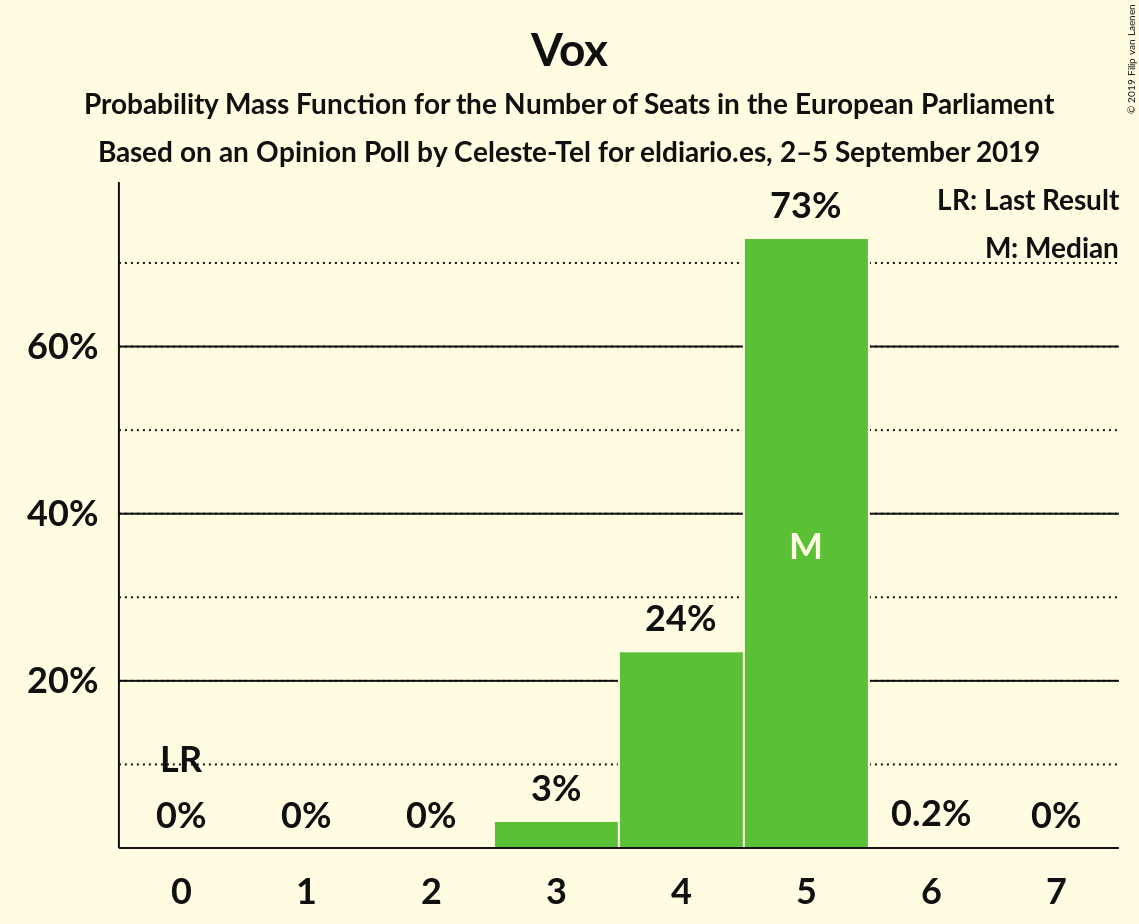 Vox
Probability Mass Function for the Number of Seats in the European Parliament
Based on an Opinion Poll by Celeste-Tel for eldiario.es, 2–5 September 2019
© 2019 Filip van Laenen
LR: Last Result
M: Median
73%
60%
40%
20%
M
24%
3%
LR
0%
0%
0%
0.2%
0%
0
1
2
3
4
5
6
7